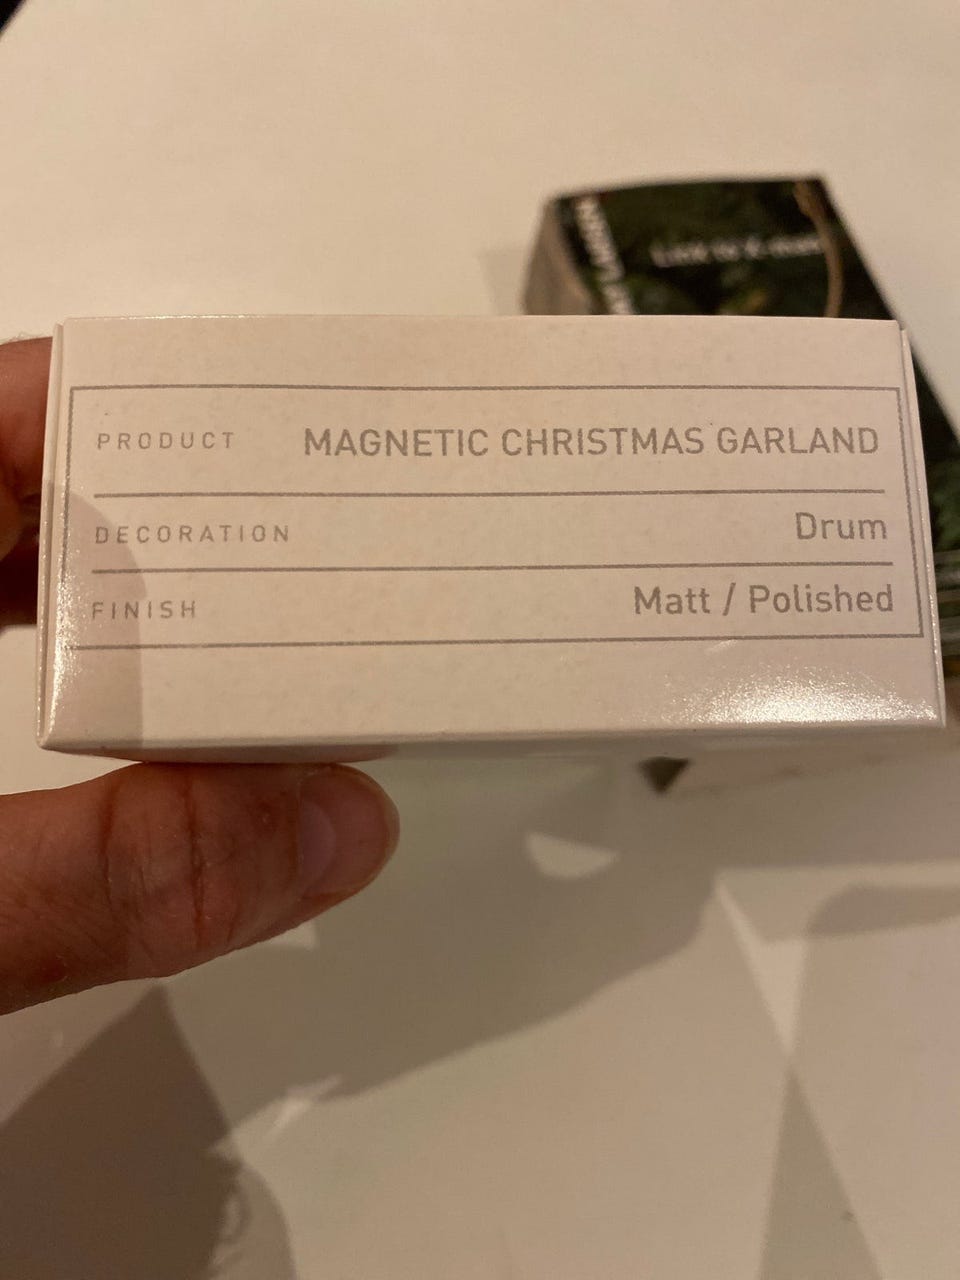 PRODUCT MAGNETIC CHRISTMAS GARLAND
DECORATION Drum
FINISH Matt / Polished